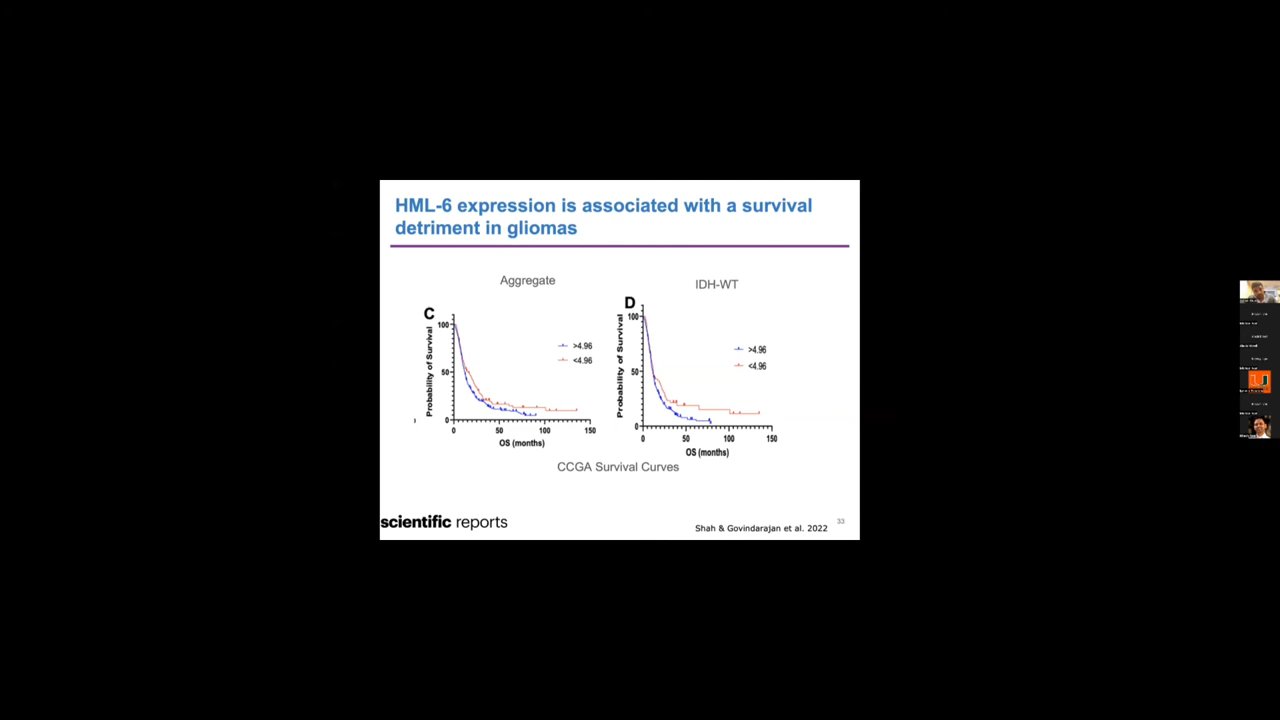 HML-6 expression is associated with a survival
detriment in gliomas
Aggregate
IDH-WT
C
Probability of Survival
100
50
0
0
50
100
150
OS (months)
>4.96
<4.96
D
Probability of Survival
100
50
0
0
50
100
150
OS (months)
>4.96
<4.96
CCGA Survival Curves
scientific reports
Shah & Govindarajan et al. 2022
33